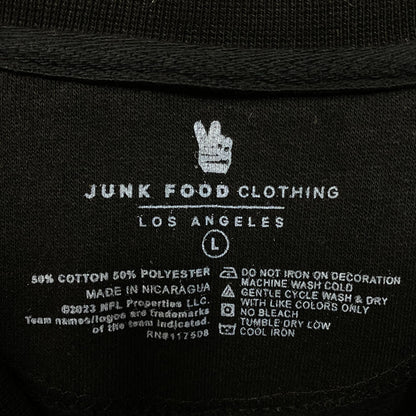 JUNK FOOD CLOTHING
LOS ANGELES
L
50% COTTON 50% POLYESTER
MADE IN NICARAGUA
©2023 NFL Properties LLC.
Team names/logos are trademarks
of the team indicated.
RN#117508
DO NOT IRON ON DECORATION
MACHINE WASH COLD
GENTLE CYCLE WASH & DRY
WITH LIKE COLORS ONLY
NO BLEACH
TUMBLE DRY LOW
COOL IRON